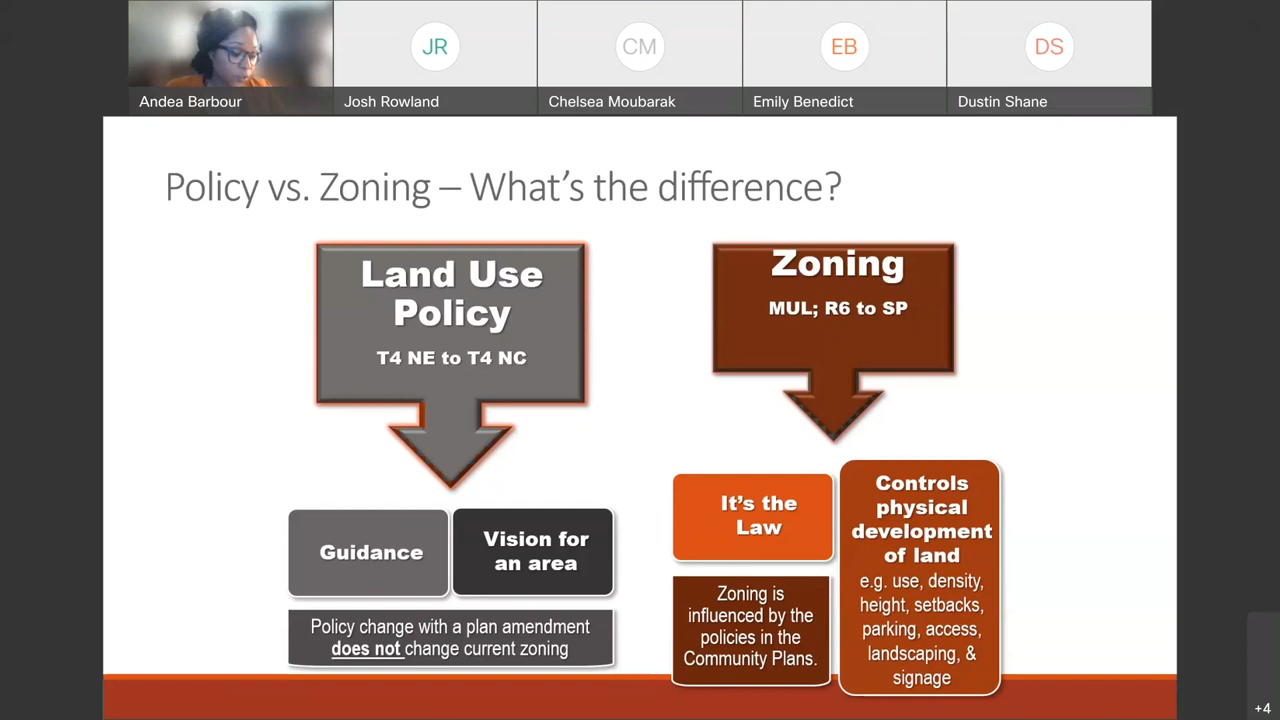 JR
CM
EB
DS
Andea Barbour
Josh Rowland
Chelsea Moubarak
Emily Benedict
Dustin Shane
Policy vs. Zoning – What's the difference?
Land Use
Policy
T4 NE to T4 NC
Guidance
Vision for
an area
Policy change with a plan amendment
does not change current zoning
Zoning
MUL; R6 to SP
It's the
Law
Zoning is
influenced by the
policies in the
Community Plans.
Controls
physical
development
of land
e.g. use, density,
height, setbacks,
parking, access,
landscaping, &
signage
+4